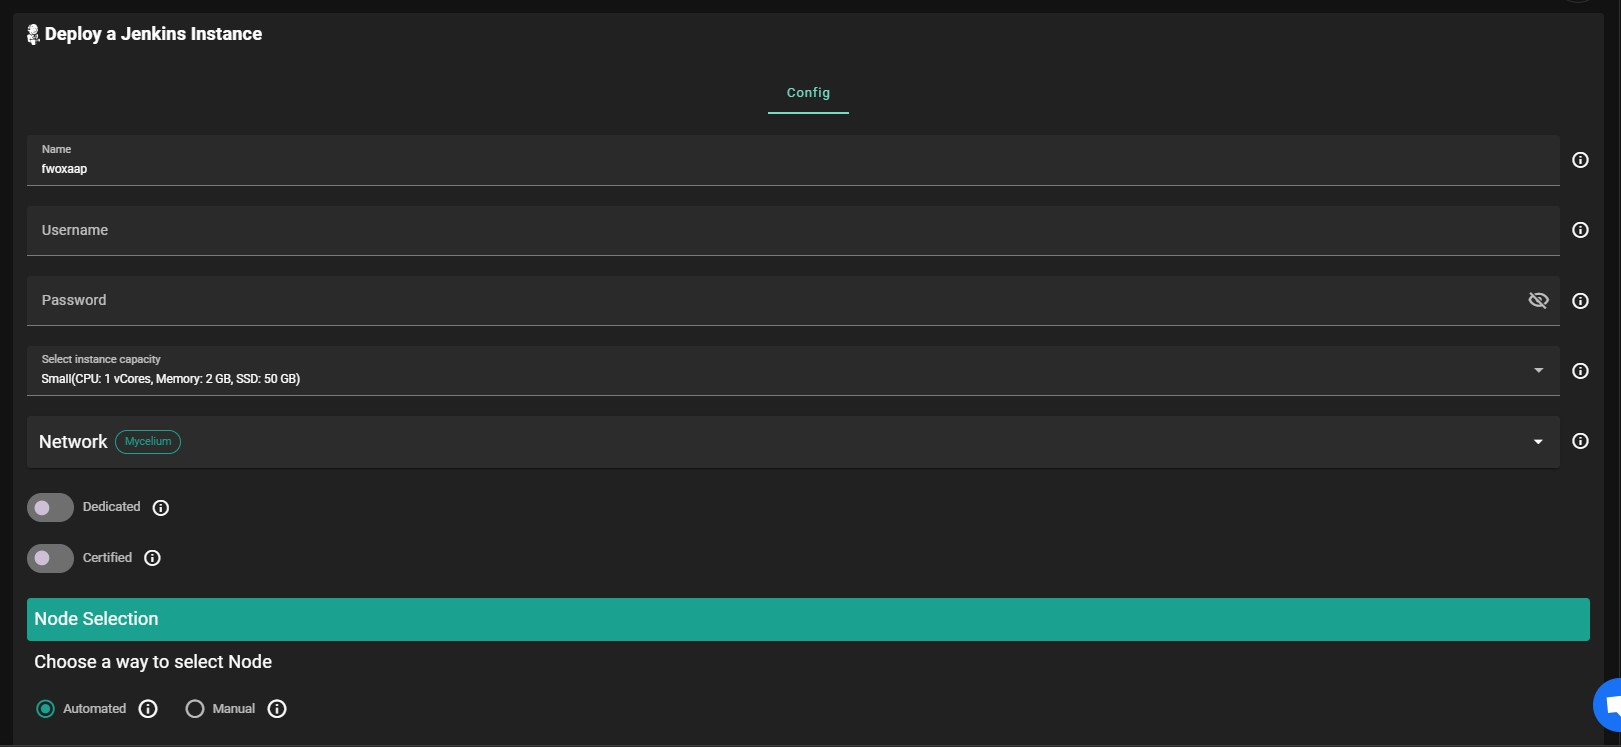 Deploy a Jenkins Instance
Config
Name
fwoxaap
Username
Password
Select instance capacity
Small(CPU: 1 vCores, Memory: 2 GB, SSD: 50 GB)
Network Mycelium
Dedicated
Certified
Node Selection
Choose a way to select Node
Automated Manual